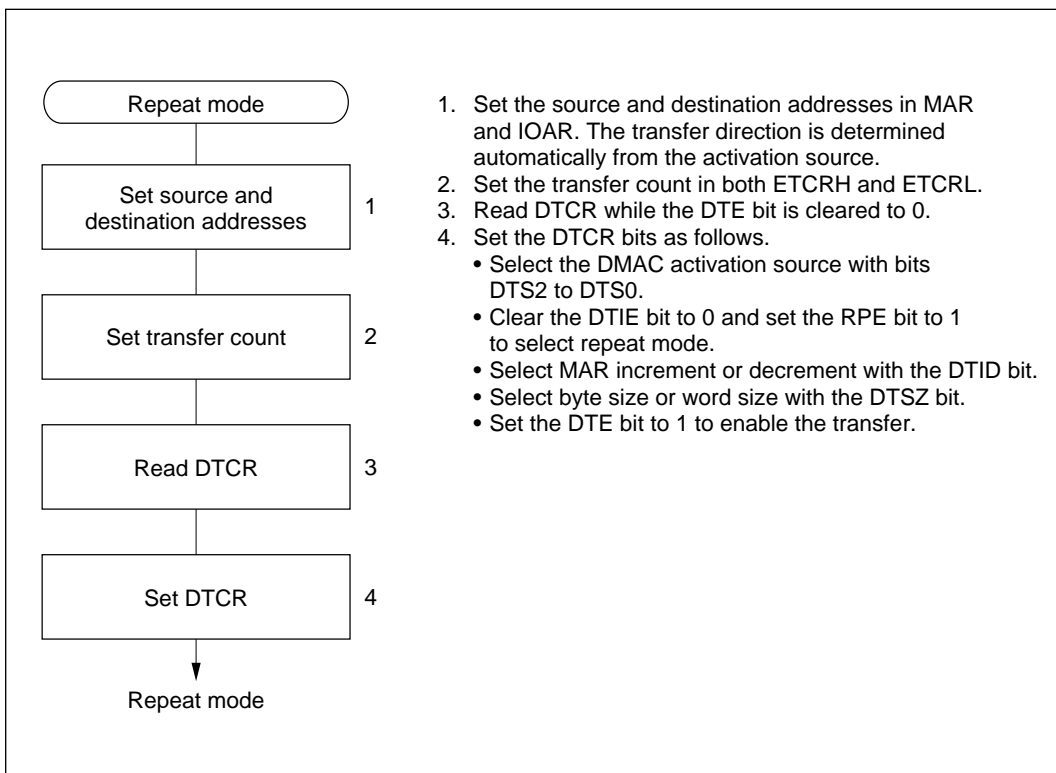 Repeat mode
Set source and
destination addresses
1
Set transfer count
2
Read DTCR
3
Set DTCR
4
Repeat mode
1. Set the source and destination addresses in MAR
and IOAR. The transfer direction is determined
automatically from the activation source.
2. Set the transfer count in both ETCRH and ETCRL.
3. Read DTCR while the DTE bit is cleared to 0.
4. Set the DTCR bits as follows.
• Select the DMAC activation source with bits
DTS2 to DTS0.
• Clear the DTIE bit to 0 and set the RPE bit to 1
to select repeat mode.
• Select MAR increment or decrement with the DTID bit.
• Select byte size or word size with the DTSZ bit.
• Set the DTE bit to 1 to enable the transfer.